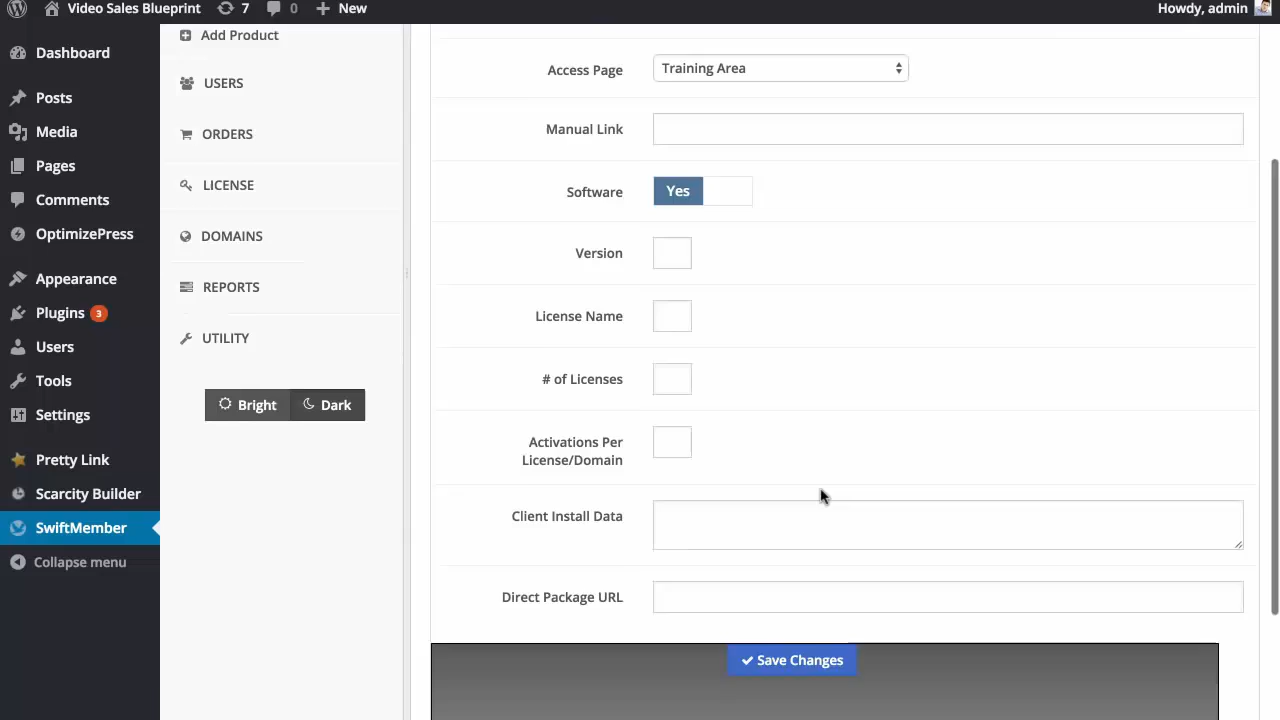 Video Sales Blueprint 7 0 New Howdy, admin
Dashboard
Posts
Media
Pages
Comments
OptimizePress
Appearance
Plugins 3
Users
Tools
Settings
Pretty Link
Scarcity Builder
SwiftMember
Collapse menu
Add Product
USERS
ORDERS
LICENSE
DOMAINS
REPORTS
UTILITY
Bright Dark
Access Page Training Area
Manual Link
Software Yes
Version
License Name
# of Licenses
Activations Per
License/Domain
Client Install Data
Direct Package URL
Save Changes